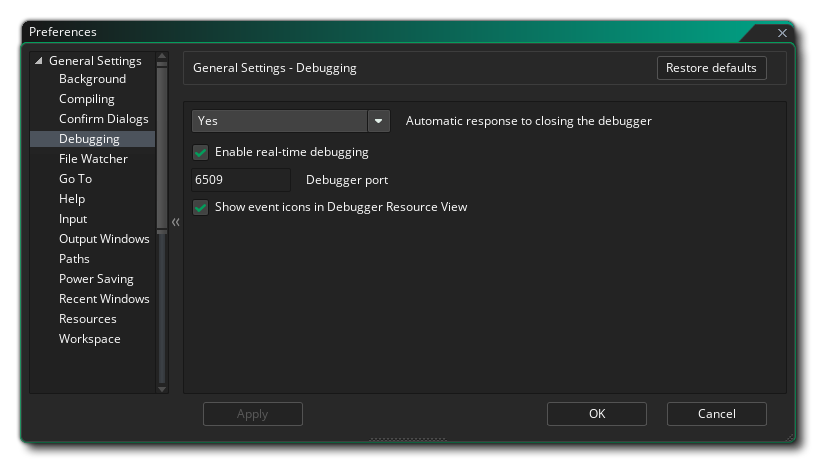 Preferences
General Settings
Background
Compiling
Confirm Dialogs
Debugging
File Watcher
Go To
Help
Input
Output Windows
Paths
Power Saving
Recent Windows
Resources
Workspace
General Settings - Debugging
Restore defaults
Yes
Automatic response to closing the debugger
Enable real-time debugging
6509 Debugger port
Show event icons in Debugger Resource View
Apply
OK
Cancel